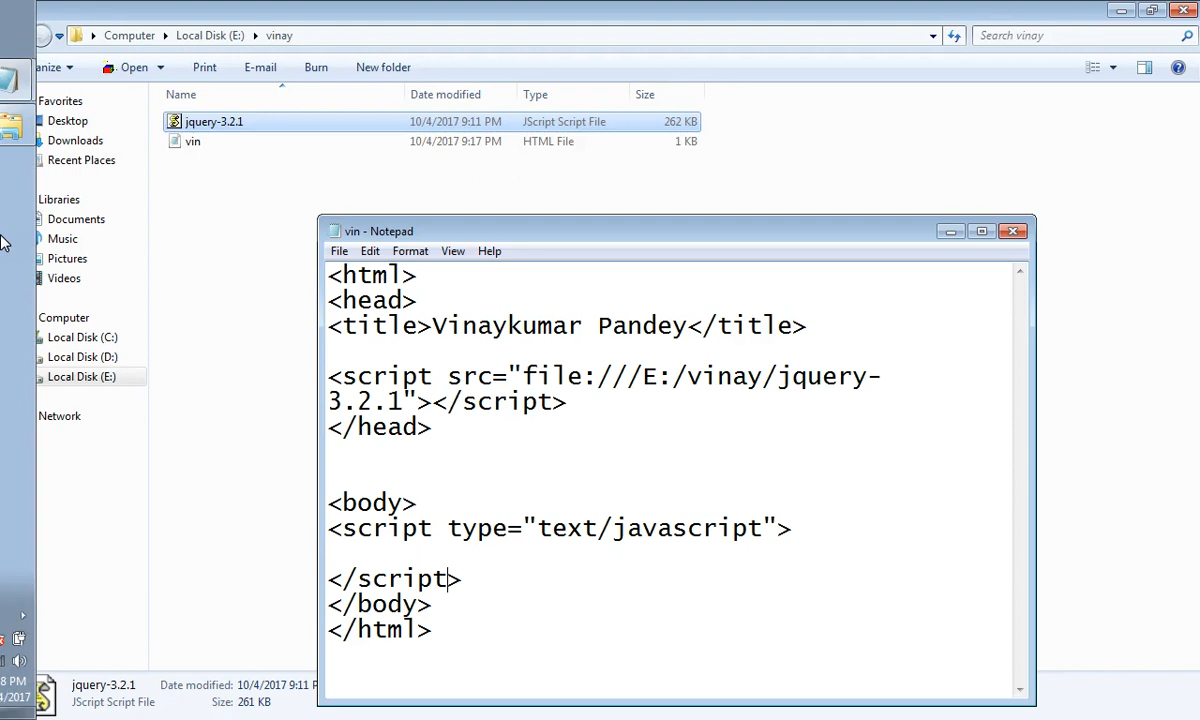 Computer
Local Disk (E:)
vinay
Search vinay
anize
Open
Print
E-mail
Burn
New folder
Favorites
Desktop
Downloads
Recent Places
Libraries
Documents
Music
Pictures
Videos
Computer
Local Disk (C:)
Local Disk (D:)
Local Disk (E:)
Network
Name
Date modified
Type
Size
jquery-3.2.1
10/4/2017 9:11 PM
JScript Script File
262 KB
vin
10/4/2017 9:17 PM
HTML File
1 KB
vin - Notepad
File
Edit
Format
View
Help
<html>
<head>
<title>Vinaykumar Pandey</title>
<script src="file:///E:/vinay/jquery-
3.2.1"></script>
</head>
<body>
<script type="text/javascript">
</script>
</body>
</html>
8 PM
4/2017
jquery-3.2.1
Date modified: 10/4/2017 9:11 P
JScript Script File
Size: 261 KB